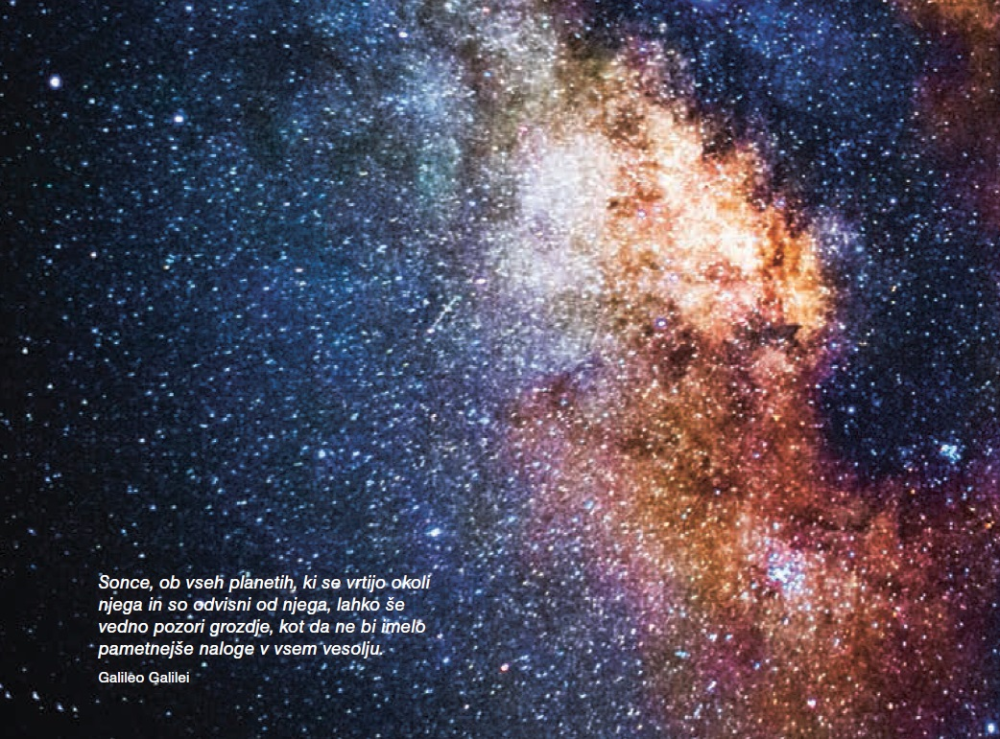 Sonce, ob vseh planetih, ki se vrtijo okoli
njega in so odvisni od njega, lahko še
vedno pozori grozdje, kot da ne bi imelo
pametnejše naloge v vsem vesolju.
Galileo Galilei